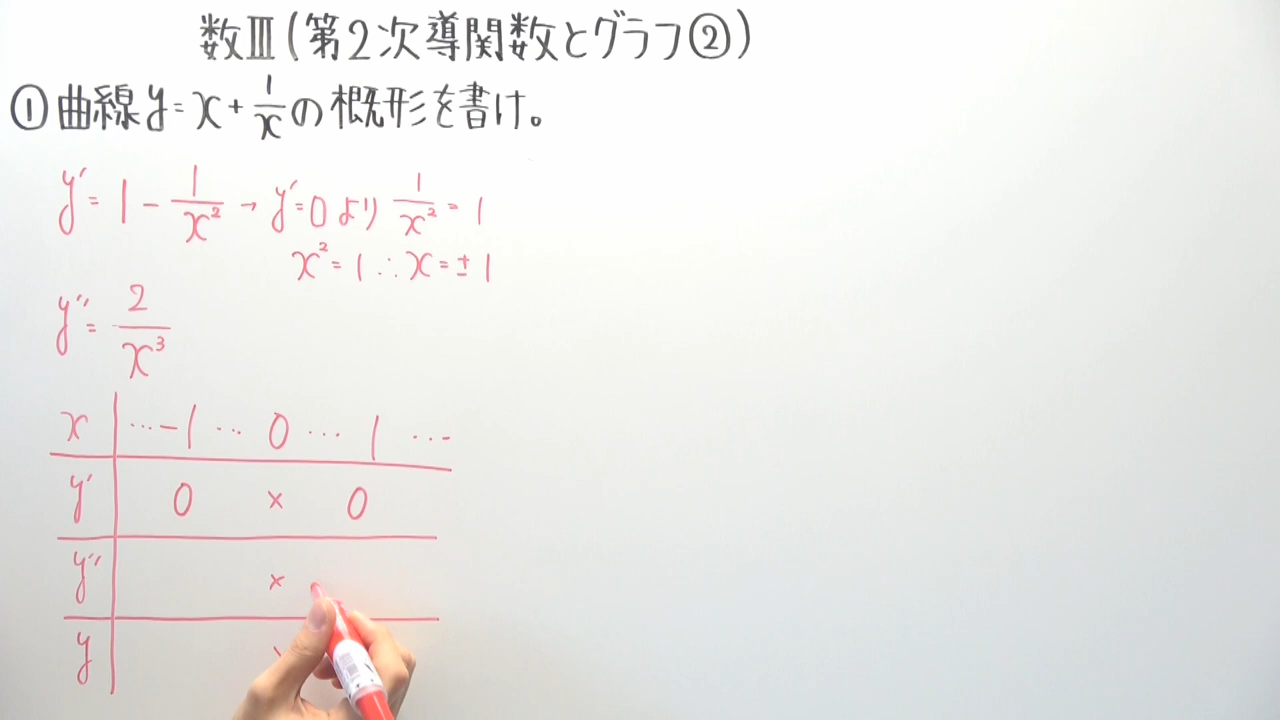 数Ⅲ(第2次導関数とグラフ②)
①曲線y=x+1/xの概形を書け。
y'=1-1/x²→y'=0より1/x²=1
x²=1∴x=±1
y''=2/x³
x …-1 … 0 … 1 …
y' 0 × 0
y'' ×
y